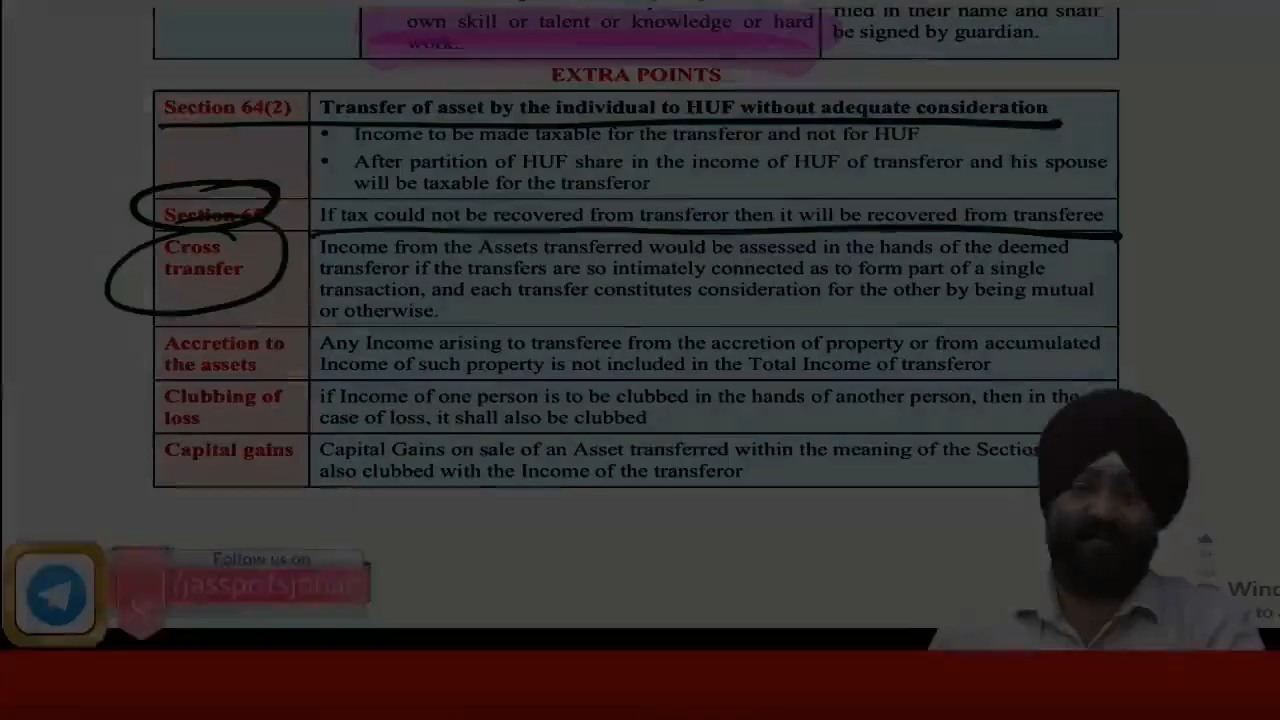 own skill or talent or knowledge or hard
work..
filed in their name and shall
be signed by guardian.
EXTRA POINTS
Section 64(2)
Transfer of asset by the individual to HUF without adequate consideration
• Income to be made taxable for the transferor and not for HUF
• After partition of HUF share in the income of HUF of transferor and his spouse
will be taxable for the transferor
Section
If tax could not be recovered from transferor then it will be recovered from transferee
Cross
transfer
Income from the Assets transferred would be assessed in the hands of the deemed
transferor if the transfers are so intimately connected as to form part of a single
transaction, and each transfer constitutes consideration for the other by being mutual
or otherwise.
Accretion to
the assets
Any Income arising to transferee from the accretion of property or from accumulated
Income of such property is not included in the Total Income of transferor
Clubbing of
loss
if Income of one person is to be clubbed in the hands of another person, then in the
case of loss, it shall also be clubbed
Capital gains
Capital Gains on sale of an Asset transferred within the meaning of the Section
also clubbed with the Income of the transferor
Follow us on
to